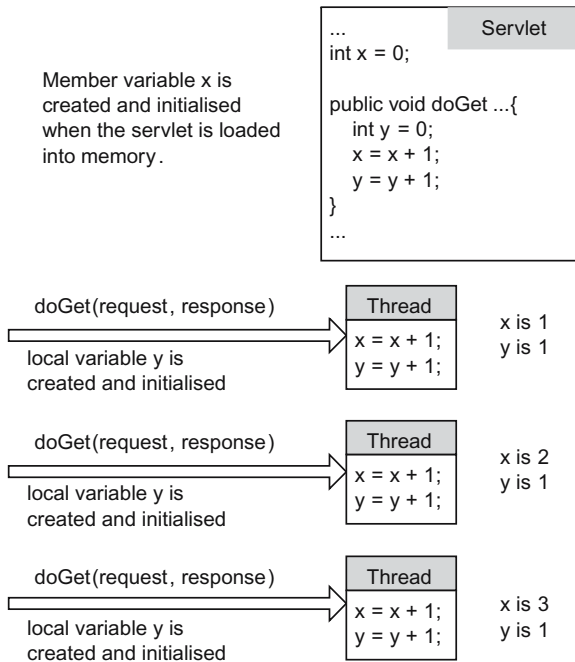 Member variable x is
created and initialised
when the servlet is loaded
into memory.
Servlet
...
int x = 0;
public void doGet ...{
int y = 0;
x = x + 1;
y = y + 1;
}
...
doGet(request, response)
local variable y is
created and initialised
Thread
x = x + 1;
y = y + 1;
x is 1
y is 1
doGet(request, response)
local variable y is
created and initialised
Thread
x = x + 1;
y = y + 1;
x is 2
y is 1
doGet(request, response)
local variable y is
created and initialised
Thread
x = x + 1;
y = y + 1;
x is 3
y is 1